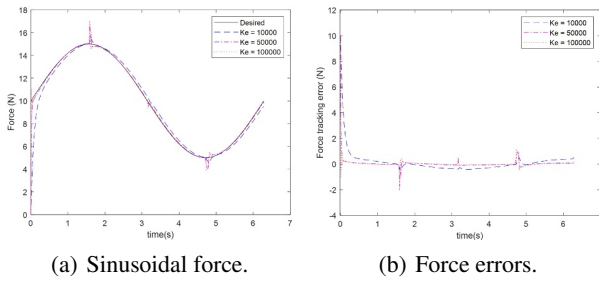 18
16
14
12
10
8
6
4
2
0
Force (N)
0 1 2 3 4 5 6 7
time(s)
Desired
Ke = 10000
Ke = 50000
Ke = 100000
(a) Sinusoidal force.
12
10
8
6
4
2
0
-2
-4
Force tracking error (N)
0 1 2 3 4 5 6
time(s)
Ke = 10000
Ke = 50000
Ke = 100000
(b) Force errors.